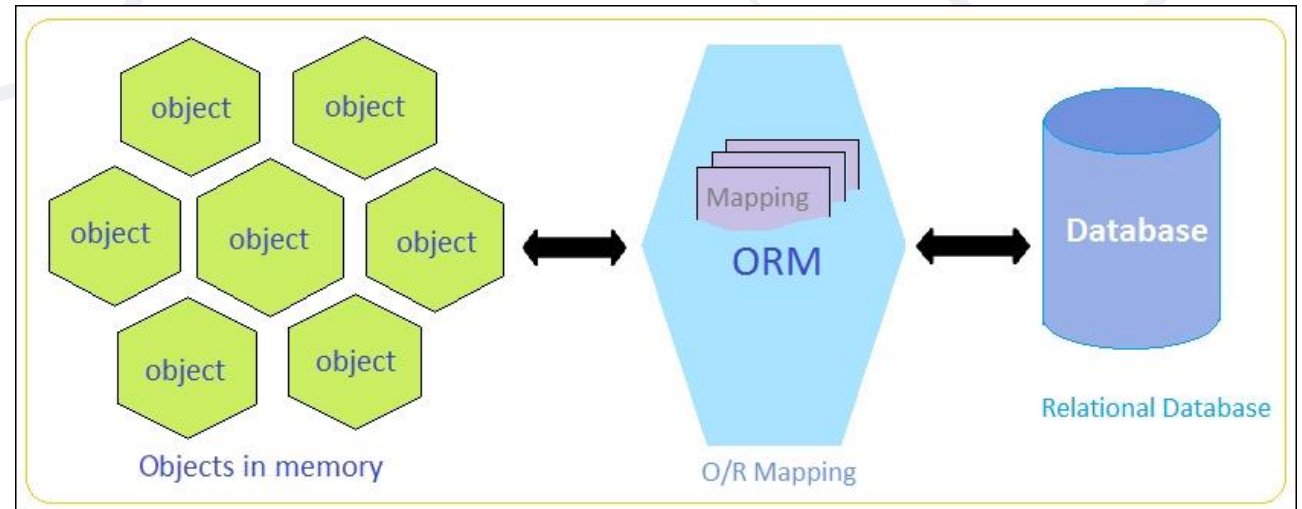 object
object
object
object
object
object
object
Objects in memory
Mapping
ORM
O/R Mapping
Database
Relational Database